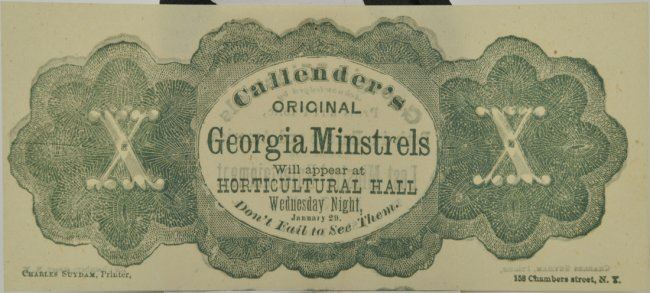 X
Callender's
ORIGINAL
Georgia Minstrels
Will appear at
HORTICULTURAL HALL
Wednesday Night,
January 29.
Don't Fail to See Them.
X
CHARLES SUYDAM, Printer,
158 Chambers street, N. Y.